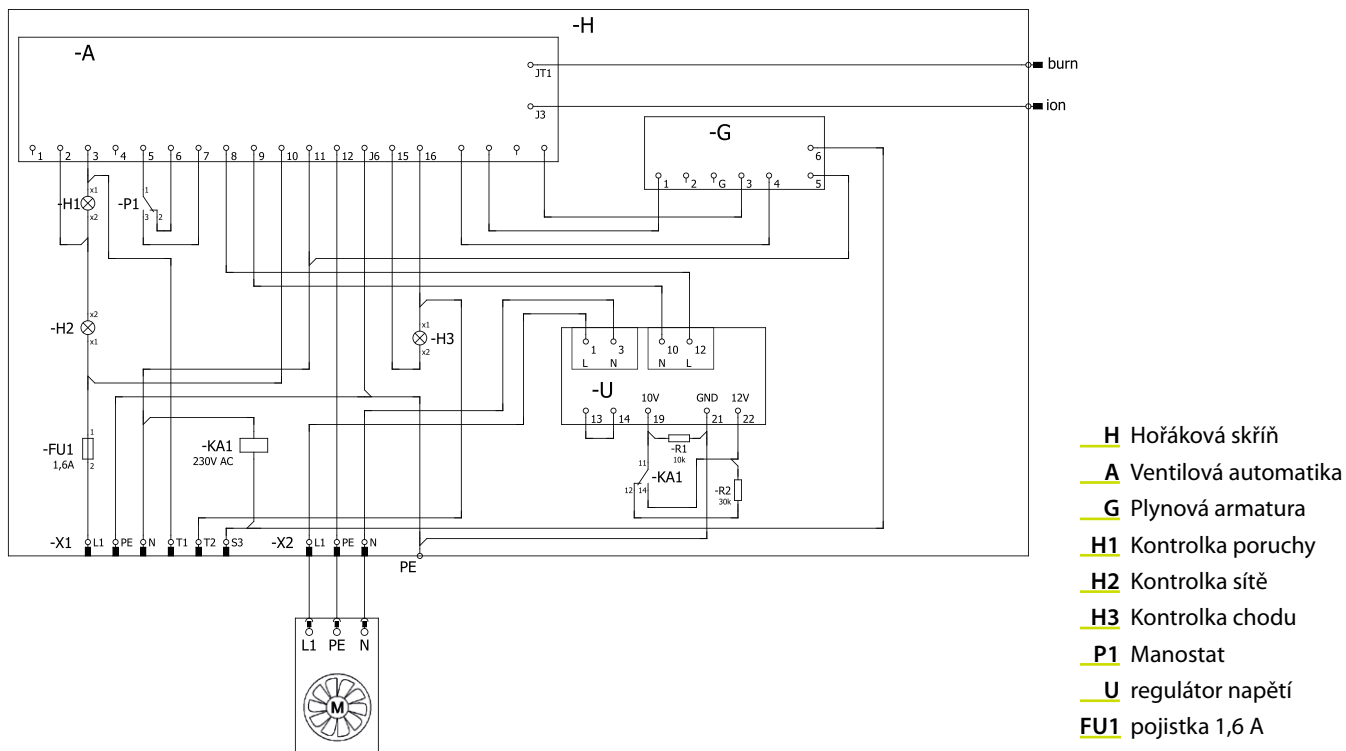 -H
-A
JT1
burn
J3
ion
-G
6
1 2 3 4 5 6 7 8 9 10 11 12 J6 15 16
1 2 G 3 4 5
x1
-H1
x2
1
-P1
3 2
x2
-H2
x1
x1
-H3
x2
1 3 10 12
L N N L
-U
10V GND 12V
13 14 19 21 22
1
-FU1
1,6A
2
-KA1
230V AC
-R1
10k
11
-KA1
12 14
-R2
30k
-X1 L1 PE N T1 T2 S3 -X2 L1 PE N
PE
L1 PE N
M
H Hořáková skříň
A Ventilová automatika
G Plynová armatura
H1 Kontrolka poruchy
H2 Kontrolka sítě
H3 Kontrolka chodu
P1 Manostat
U regulátor napětí
FU1 pojistka 1,6 A